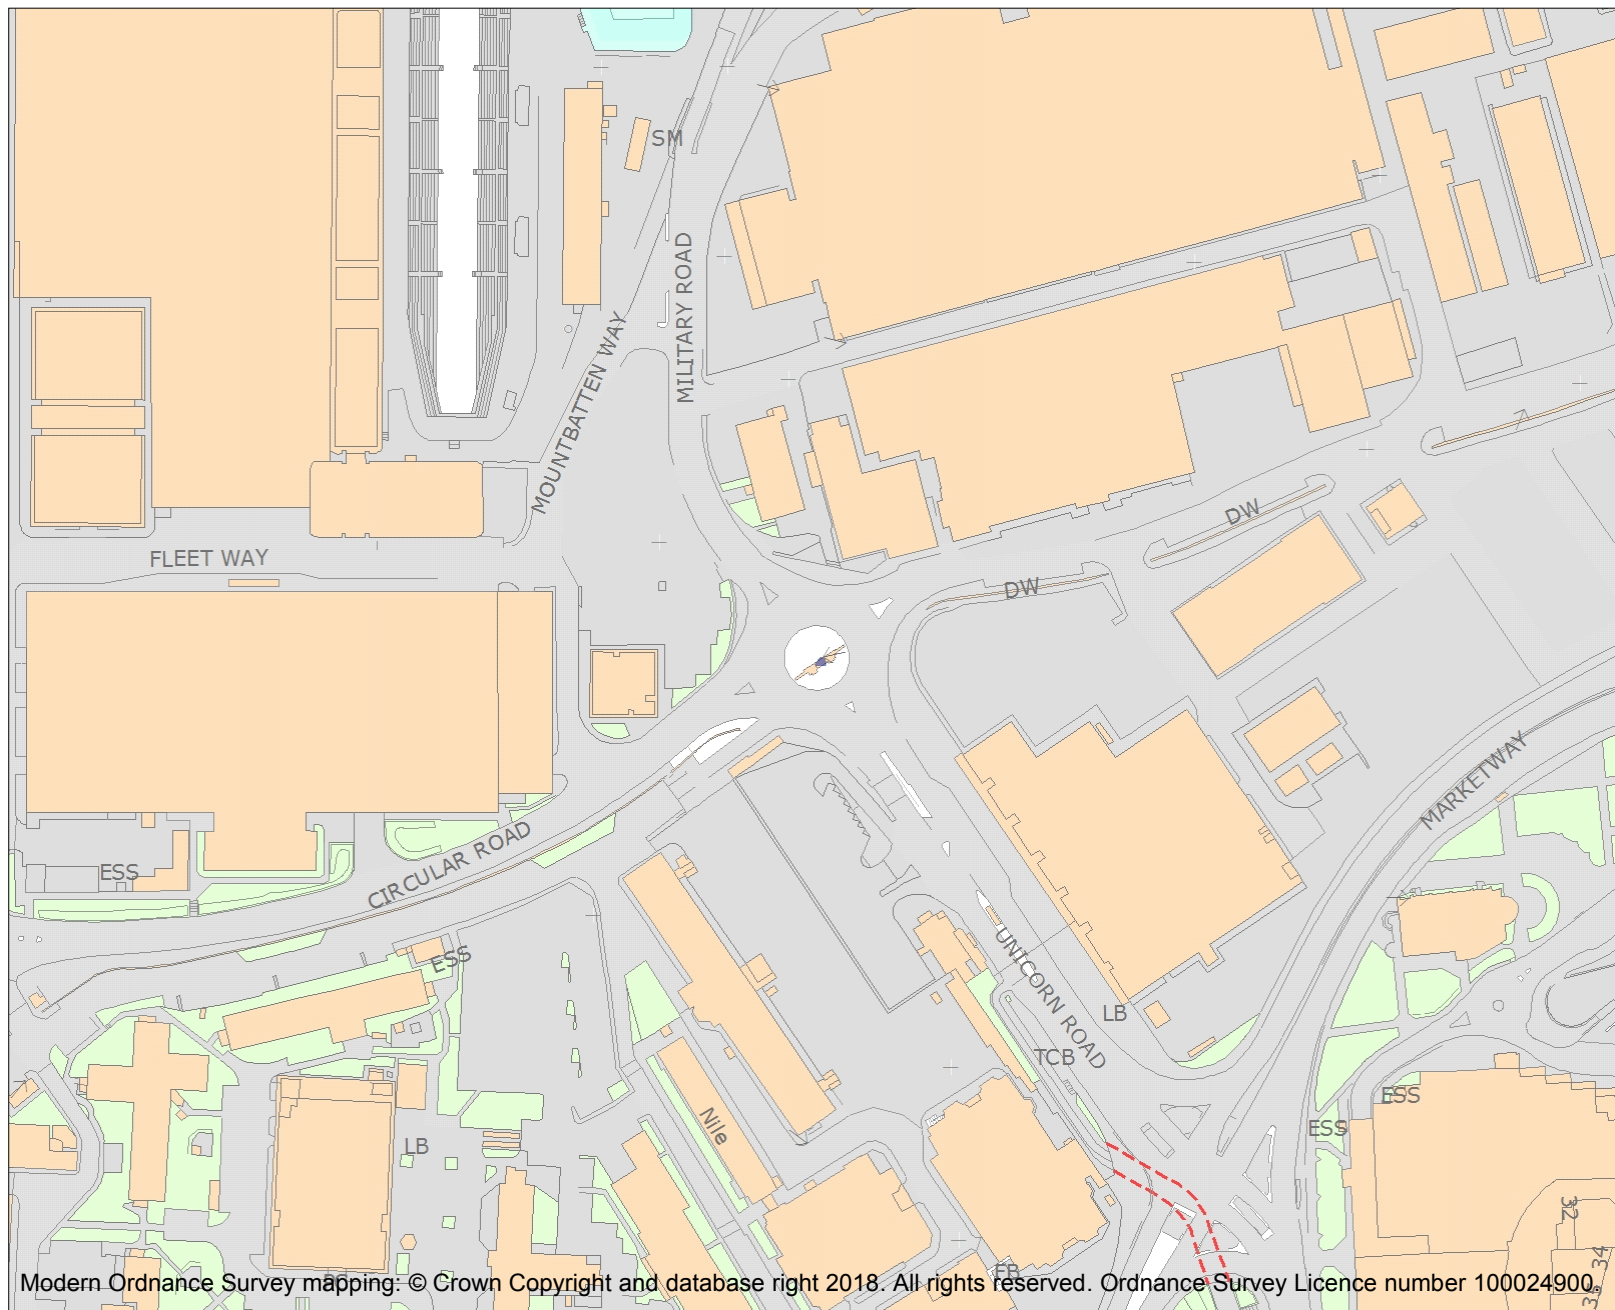 SM
MILITARY ROAD
MOUNTBATTEN WAY
DW
FLEET WAY
DW
MARKETWAY
CIRCULAR ROAD
ESS
ESS
UNICORN ROAD
LB
TCB
ESS
Nile
ESS
LB
32
34
FB
Modern Ordnance Survey mapping: © Crown Copyright and database right 2018. All rights reserved. Ordnance Survey Licence number 100024900.